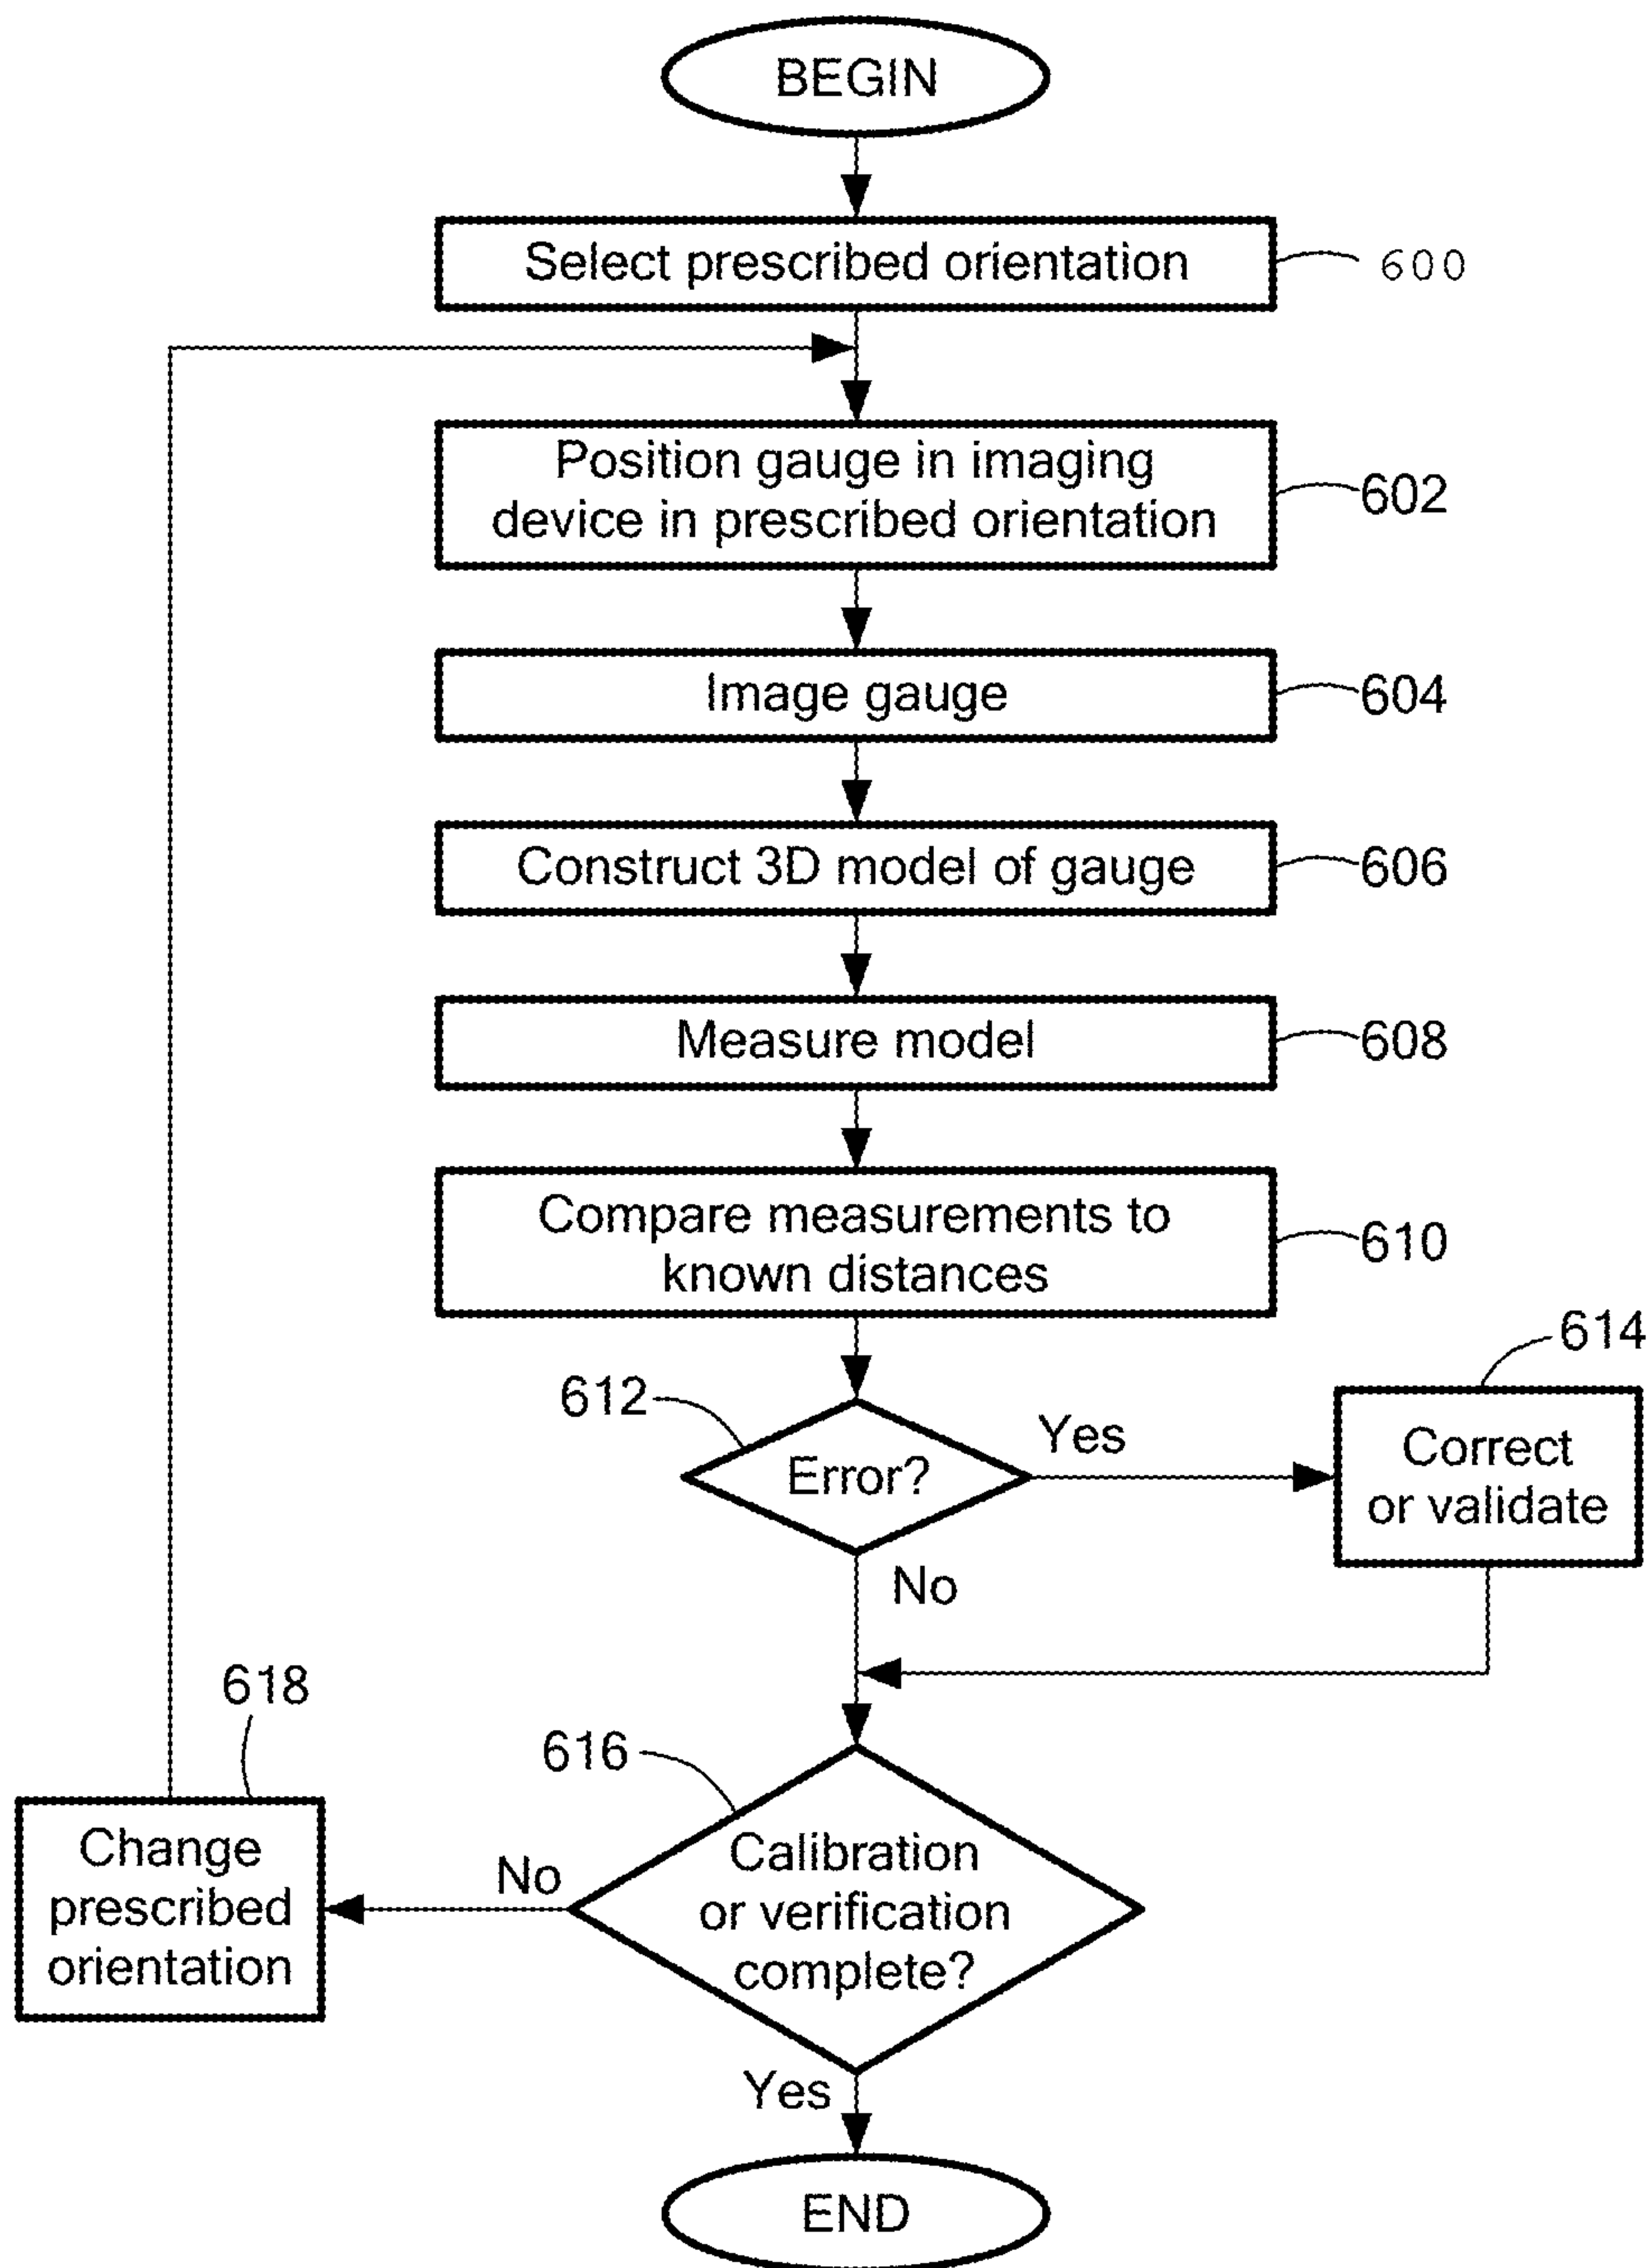 BEGIN
Select prescribed orientation
600
Position gauge in imaging
device in prescribed orientation
602
Image gauge
604
Construct 3D model of gauge
606
Measure model
608
Compare measurements to
known distances
610
612
Error?
Yes
No
614
Correct
or validate
616
Calibration
or verification
complete?
No
Yes
618
Change
prescribed
orientation
END